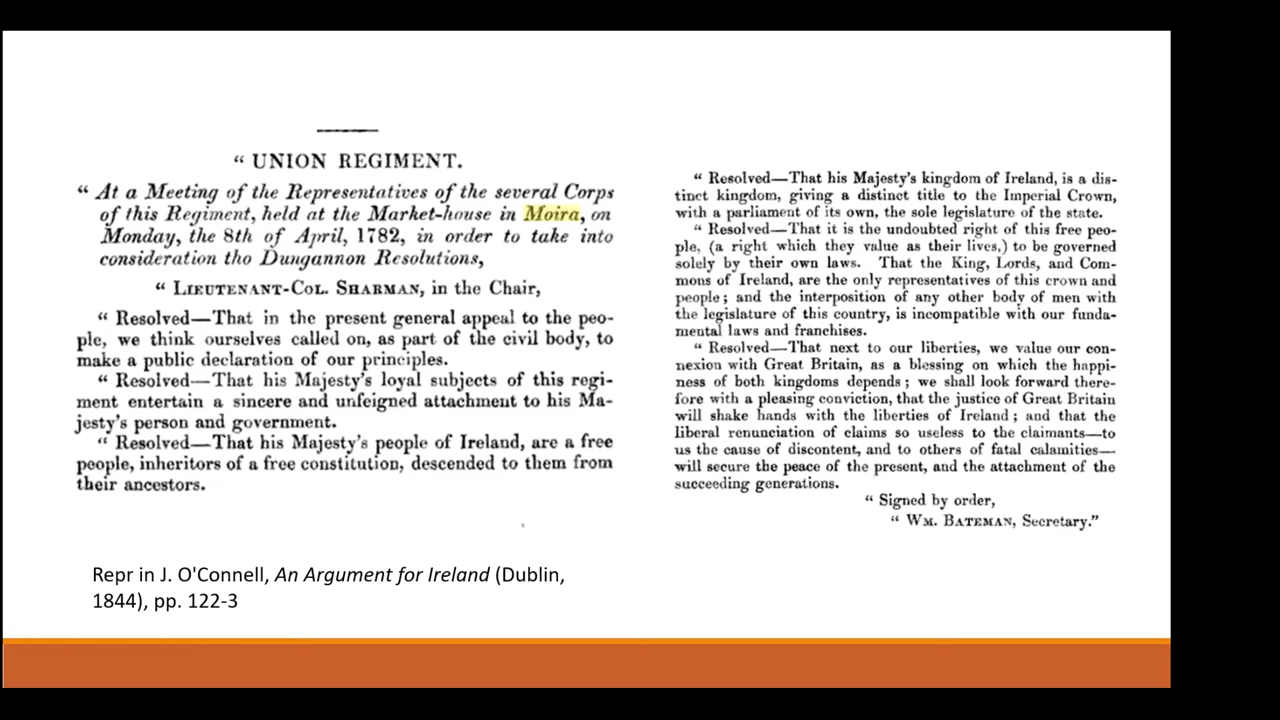 “ UNION REGIMENT.
“ At a Meeting of the Representatives of the several Corps
of this Regiment, held at the Market-house in Moira, on
Monday, the 8th of April, 1782, in order to take into
consideration tho Dungannon Resolutions,
“ LIEUTENANT-COL. SHARMAN, in the Chair,
“ Resolved—That in the present general appeal to the peo-
ple, we think ourselves called on, as part of the civil body, to
make a public declaration of our principles.
“ Resolved—That his Majesty's loyal subjects of this regi-
ment entertain a sincere and unfeigned attachment to his Ma-
jesty's person and government.
“ Resolved—That his Majesty's people of Ireland, are a free
people, inheritors of a free constitution, descended to them from
their ancestors.
“ Resolved—That his Majesty's kingdom of Ireland, is a dis-
tinct kingdom, giving a distinct title to the Imperial Crown,
with a parliament of its own, the sole legislature of the state.
“ Resolved—That it is the undoubted right of this free peo-
ple, (a right which they value as their lives,) to be governed
solely by their own laws. That the King, Lords, and Com-
mons of Ireland, are the only representatives of this crown and
people; and the interposition of any other body of men with
the legislature of this country, is incompatible with our funda-
mental laws and franchises.
“ Resolved—That next to our liberties, we value our con-
nexion with Great Britain, as a blessing on which the happi-
ness of both kingdoms depends; we shall look forward there-
fore with a pleasing conviction, that the justice of Great Britain
will shake hands with the liberties of Ireland; and that the
liberal renunciation of claims so useless to the claimants—to
us the cause of discontent, and to others of fatal calamities—
will secure the peace of the present, and the attachment of the
succeeding generations.
“ Signed by order,
“ WM. BATEMAN, Secretary.”
Repr in J. O'Connell, An Argument for Ireland (Dublin,
1844), pp. 122-3